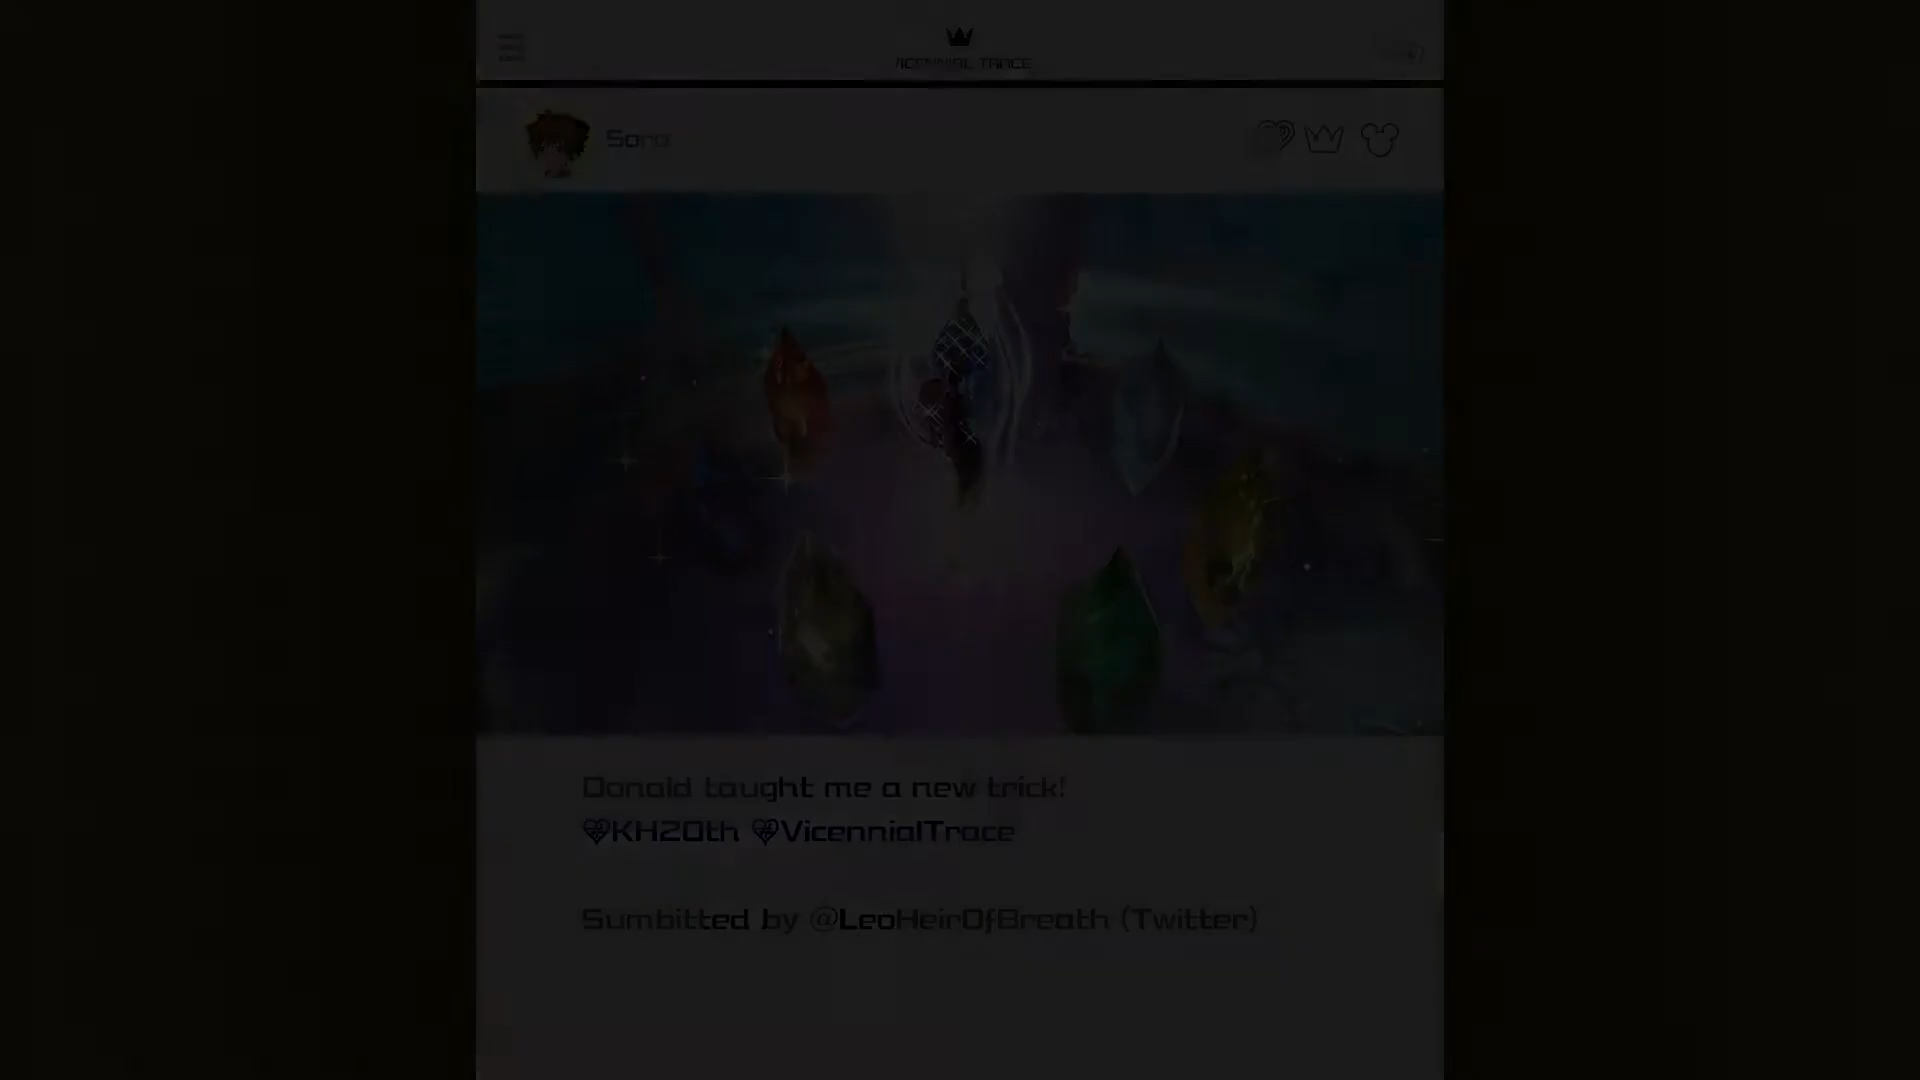 VICENNIAL TRACE
Sora
Donald taught me a new trick!
KH20th VicennialTrace
Sumbitted by @LeoHeirOfBreath (Twitter)